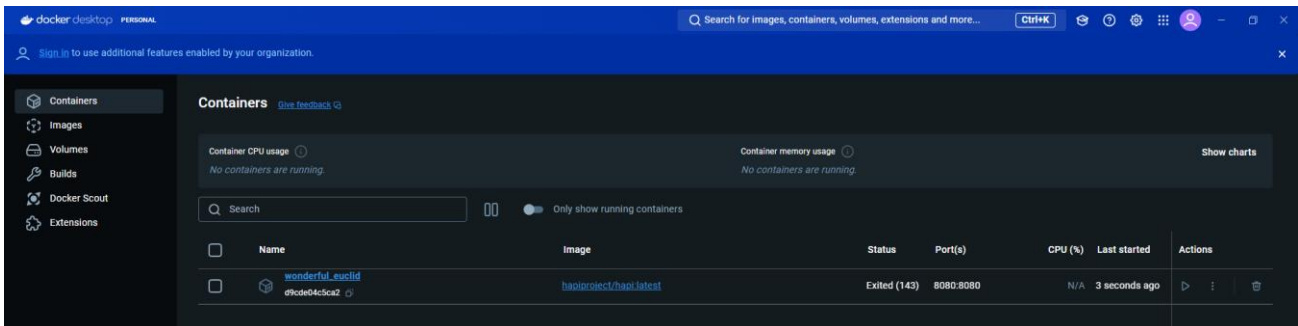 docker desktop PERSONAL Search for images, containers, volumes, extensions and more... Ctrl+K
Sign in to use additional features enabled by your organization.
Containers
Images
Volumes
Builds
Docker Scout
Extensions
Containers Give feedback
Container CPU usage Container memory usage Show charts
No containers are running. No containers are running.
Search Only show running containers
Name Image Status Port(s) CPU (%) Last started Actions
wonderful_euclid hapiproject/hapi:latest Exited (143) 8080:8080 N/A 3 seconds ago
d9cde04c5ca2